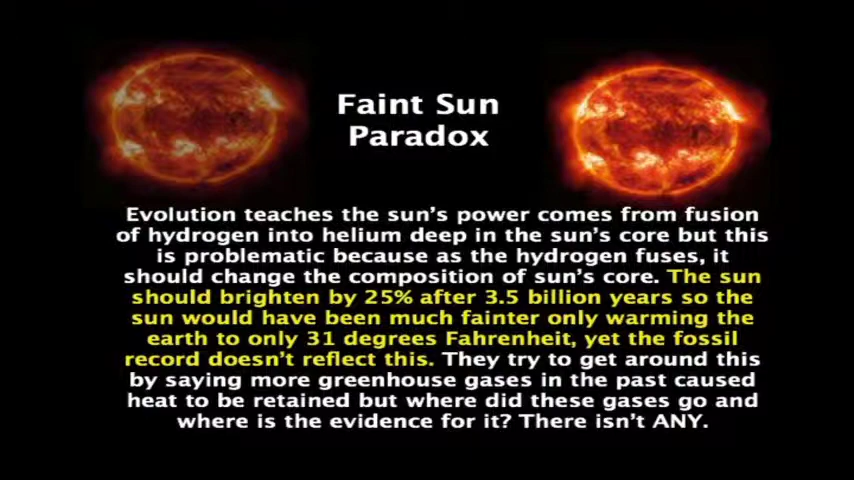 Faint Sun
Paradox
Evolution teaches the sun's power comes from fusion
of hydrogen into helium deep in the sun's core but this
is problematic because as the hydrogen fuses, it
should change the composition of sun's core. The sun
should brighten by 25% after 3.5 billion years so the
sun would have been much fainter only warming the
earth to only 31 degrees Fahrenheit, yet the fossil
record doesn't reflect this. They try to get around this
by saying more greenhouse gases in the past caused
heat to be retained but where did these gases go and
where is the evidence for it? There isn't ANY.